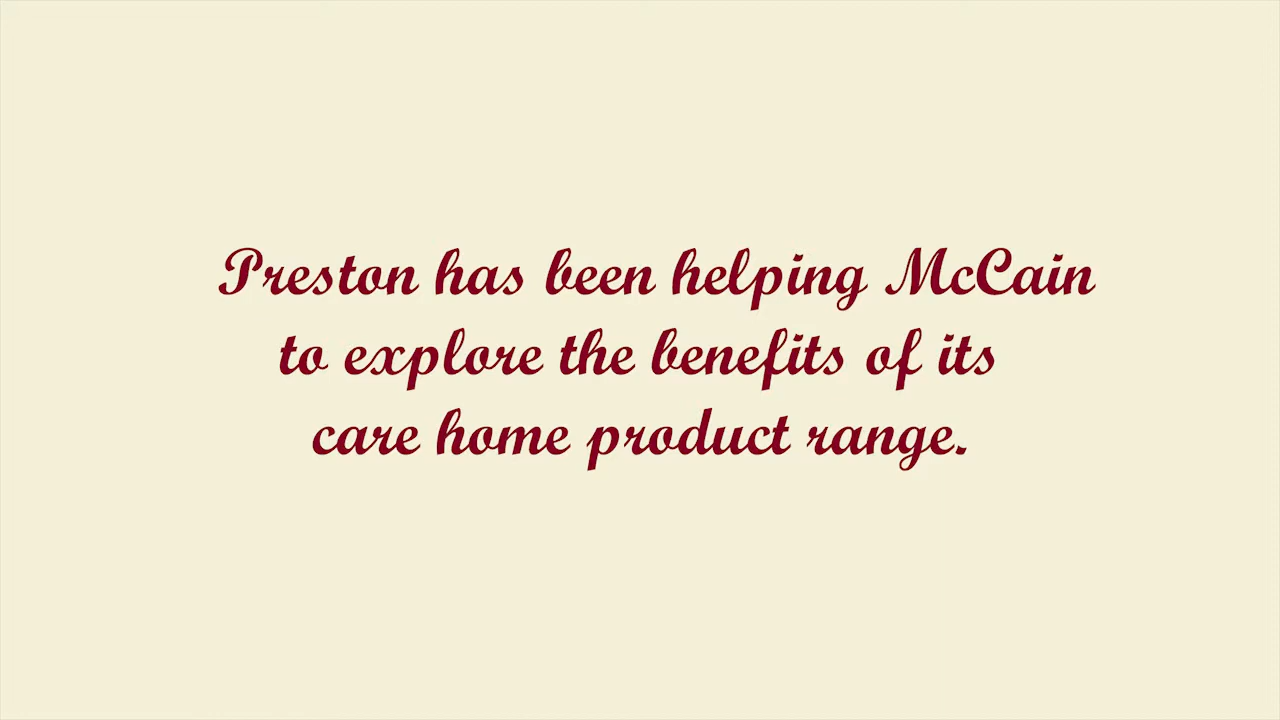 Preston has been helping McCain
to explore the benefits of its
care home product range.